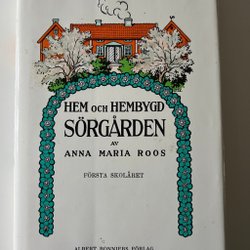 HEM OCH HEMBYGD
SÖRGÅRDEN
AV
ANNA MARIA ROOS
FÖRSTA SKOLÅRET
ALBERT BONNIERS FÖRLAG